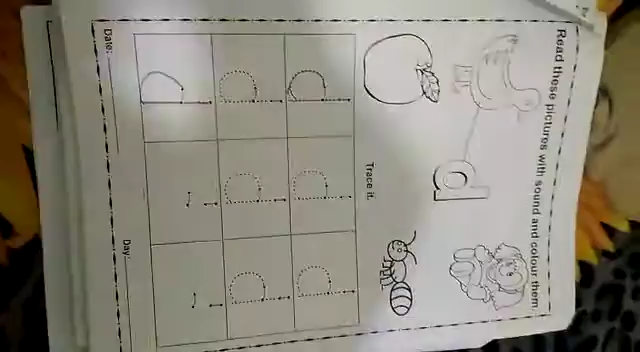 Read these pictures with sound and colour them.
d
Trace it.
d d d
d d d
d
Date: Day: